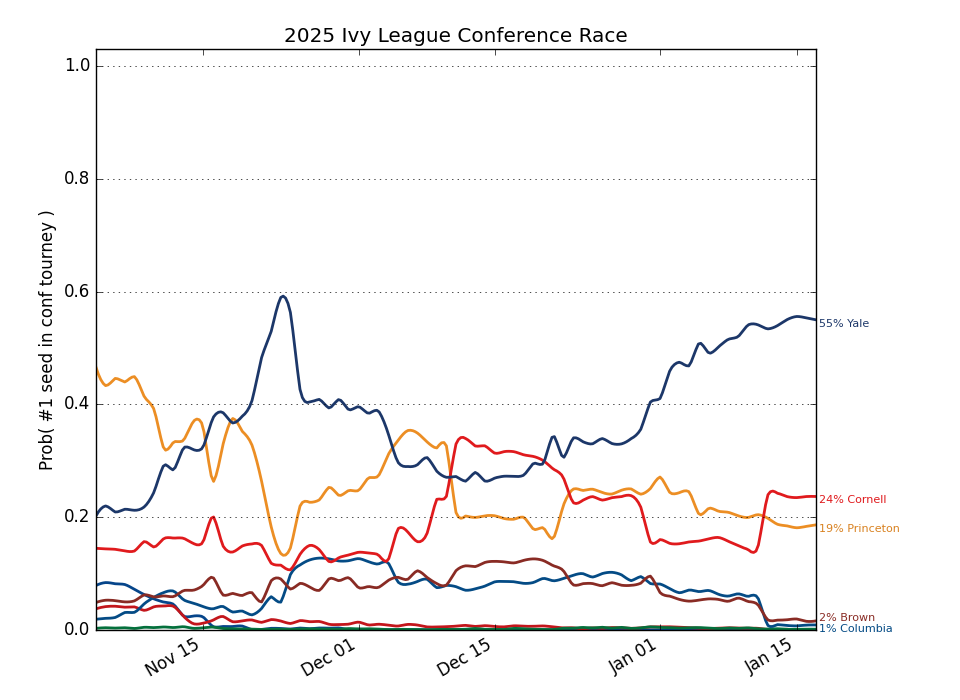 2025 Ivy League Conference Race
Prob( #1 seed in conf tourney )
1.0
0.8
0.6
0.4
0.2
0.0
Nov 15
Dec 01
Dec 15
Jan 01
Jan 15
55% Yale
24% Cornell
19% Princeton
2% Brown
1% Columbia